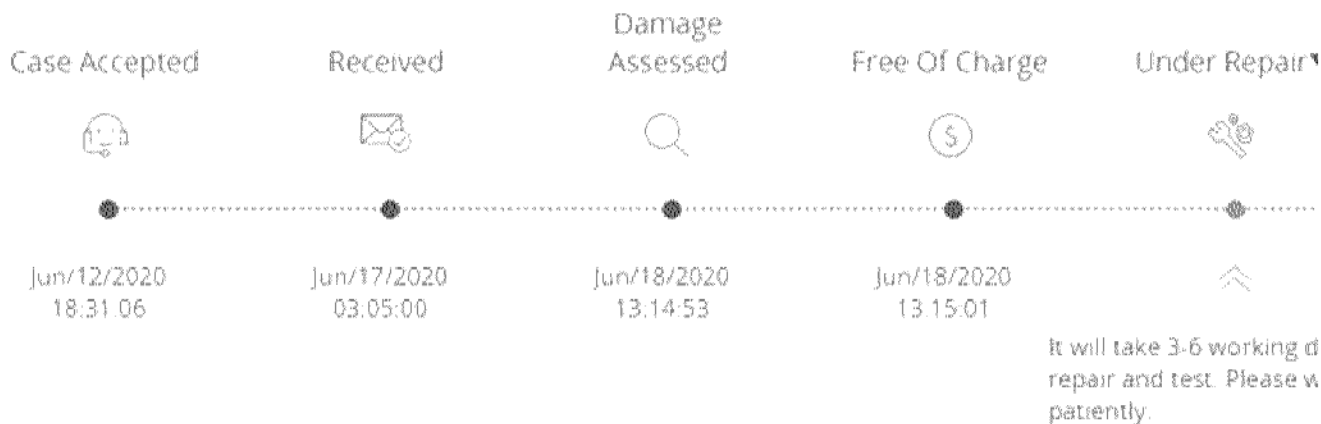 Case Accepted
Received
Damage
Assessed
Free Of Charge
Under Repair
Jun/12/2020
18:31:06
Jun/17/2020
03:05:00
Jun/18/2020
13:14:53
Jun/18/2020
13:15:01
It will take 3-6 working d
repair and test. Please w
patiently.